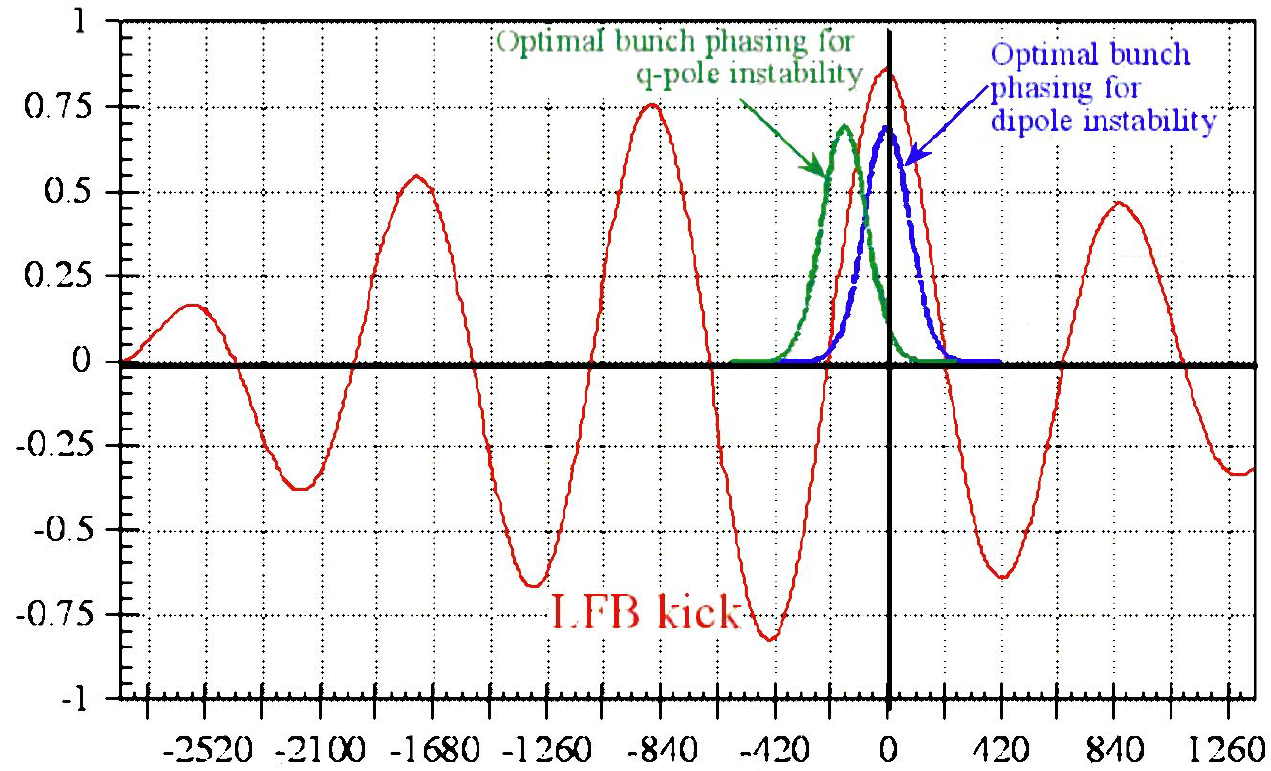 Optimal bunch phasing for
q-pole instability
Optimal bunch
phasing for
dipole instability
LFB kick
1
0.75
0.5
0.25
0
-0.25
-0.5
-0.75
-1
-2520 -2100 -1680 -1260 -840 -420 0 420 840 1260